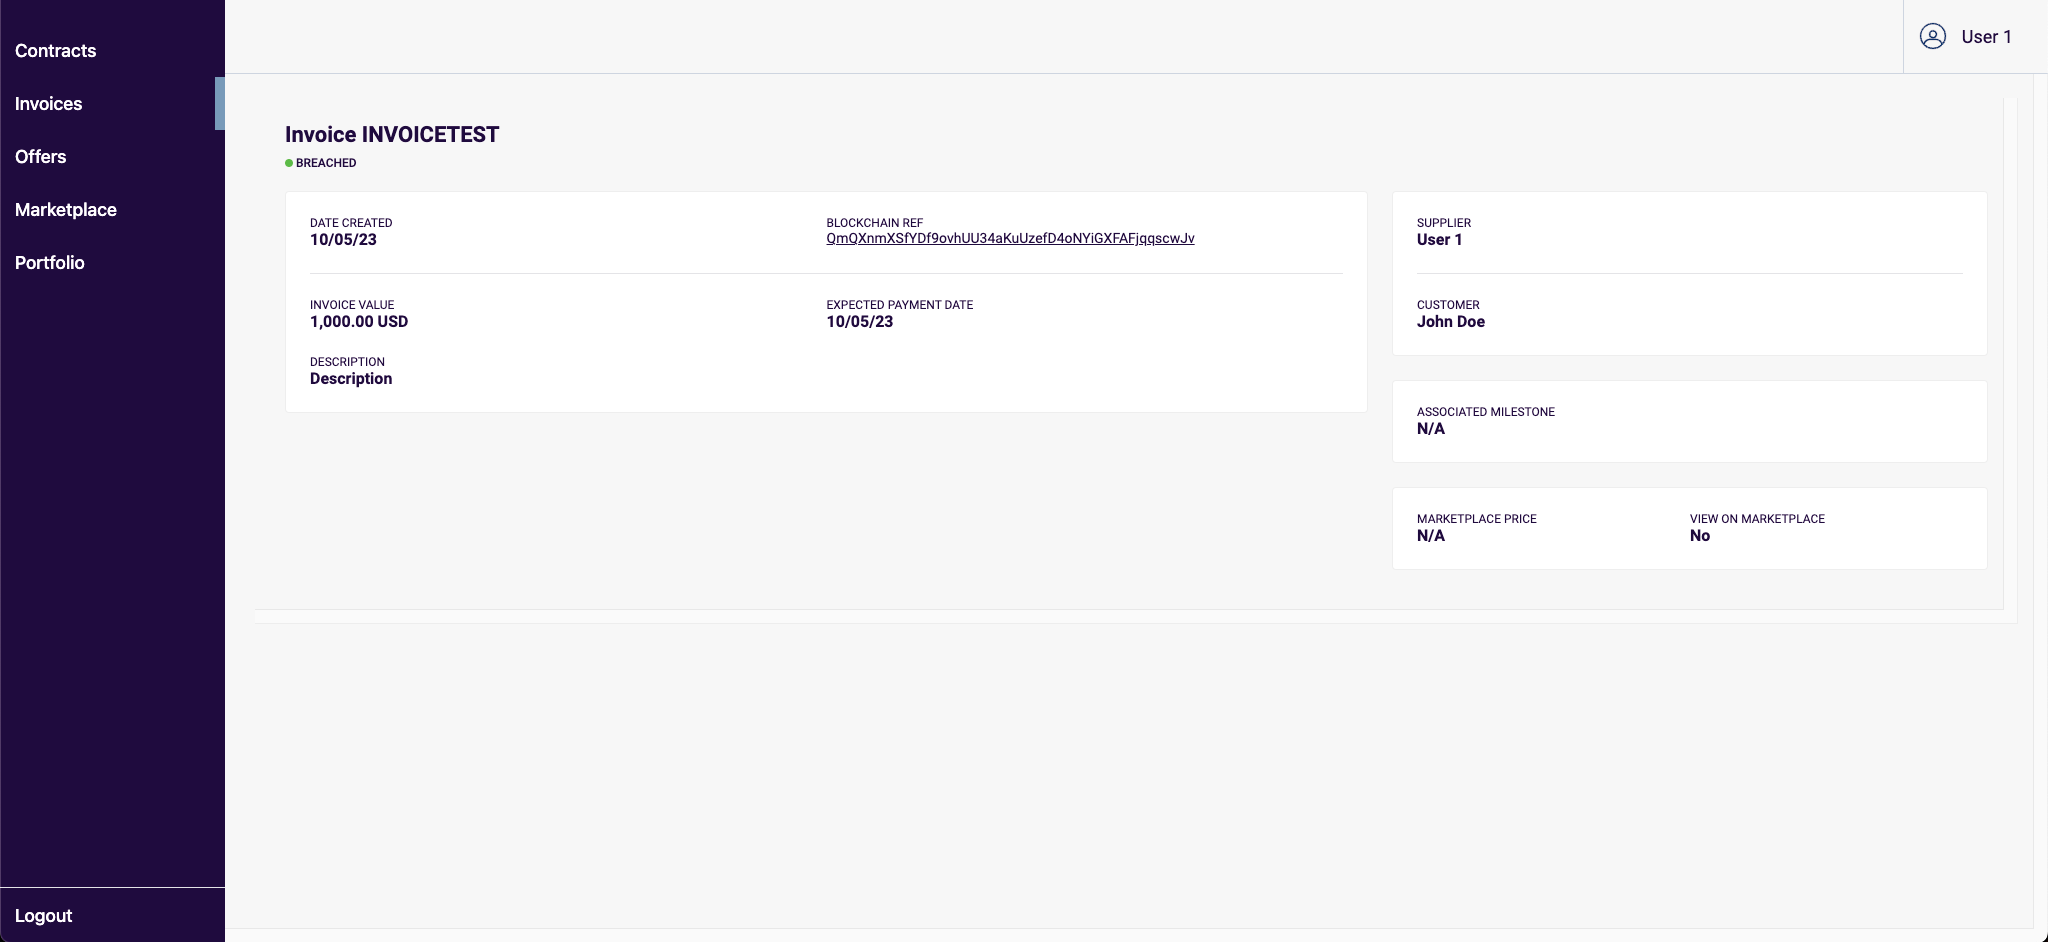 Contracts
Invoices
Offers
Marketplace
Portfolio
Logout
User 1
Invoice INVOICETEST
BREACHED
DATE CREATED
10/05/23
BLOCKCHAIN REF
QmQXnmXSfYDf9ovhUU34aKuUzefD4oNYiGXFAFjqqscwJv
INVOICE VALUE
1,000.00 USD
EXPECTED PAYMENT DATE
10/05/23
DESCRIPTION
Description
SUPPLIER
User 1
CUSTOMER
John Doe
ASSOCIATED MILESTONE
N/A
MARKETPLACE PRICE
N/A
VIEW ON MARKETPLACE
No